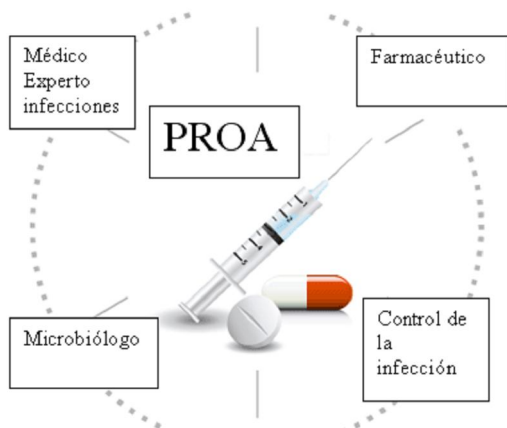 Médico
Experto
infecciones
Farmacéutico
PROA
Microbiólogo
Control de
la
infección